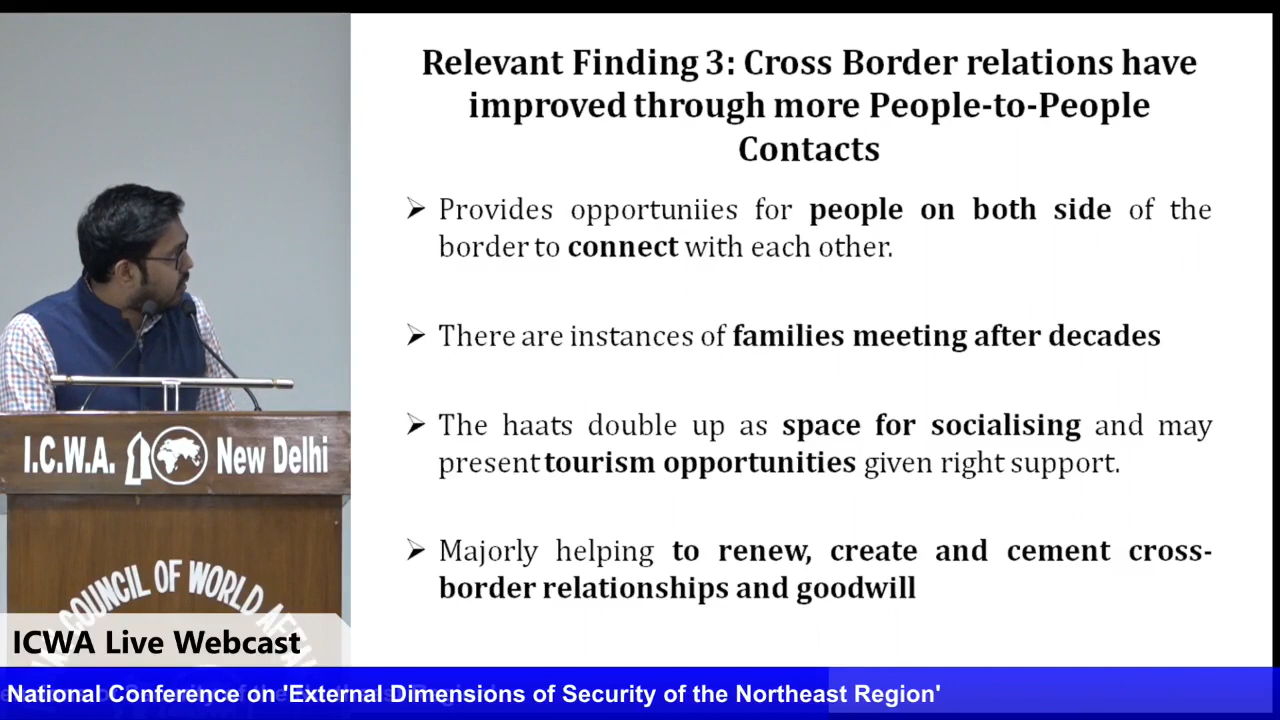 Relevant Finding 3: Cross Border relations have
improved through more People-to-People
Contacts
Provides opportuniies for people on both side of the
border to connect with each other.
There are instances of families meeting after decades
The haats double up as space for socialising and may
present tourism opportunities given right support.
Majorly helping to renew, create and cement cross-
border relationships and goodwill
I.C.W.A. New Delhi
COUNCIL OF WORLD AFFAI
ICWA Live Webcast
National Conference on 'External Dimensions of Security of the Northeast Region'